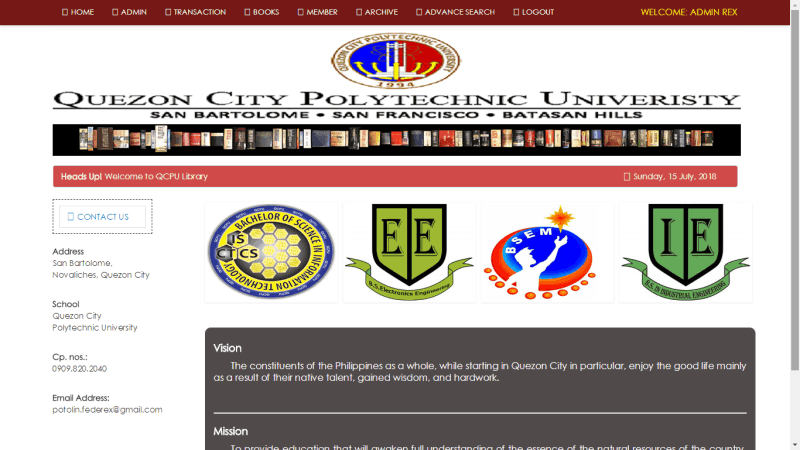 HOME ADMIN TRANSACTION BOOKS MEMBER ARCHIVE ADVANCE SEARCH LOGOUT WELCOME: ADMIN REX
QUEZON CITY POLYTECHNIC UNIVERSITY
1994
QUEZON CITY POLYTECHNIC UNIVERISTY
SAN BARTOLOME • SAN FRANCISCO • BATASAN HILLS
Heads Up! Welcome to QCPU Library Sunday, 15 July, 2018
CONTACT US
Address
San Bartolome,
Novaliches, Quezon City
School
Quezon City
Polytechnic University
Cp. nos.:
0909.820.2040
Email Address:
potolin.federex@gmail.com
BACHELOR OF SCIENCE IN INFORMATION TECHNOLOGY
IS
CT CS
EE
B.S. Electronics Engineering
BSEM
IE
B.S. IN INDUSTRIAL ENGINEERING
Vision
The constituents of the Philippines as a whole, while starting in Quezon City in particular, enjoy the good life mainly
as a result of their native talent, gained wisdom, and hardwork.
Mission
To provide education that will awaken full understanding of the essence of the natural resources of the country,